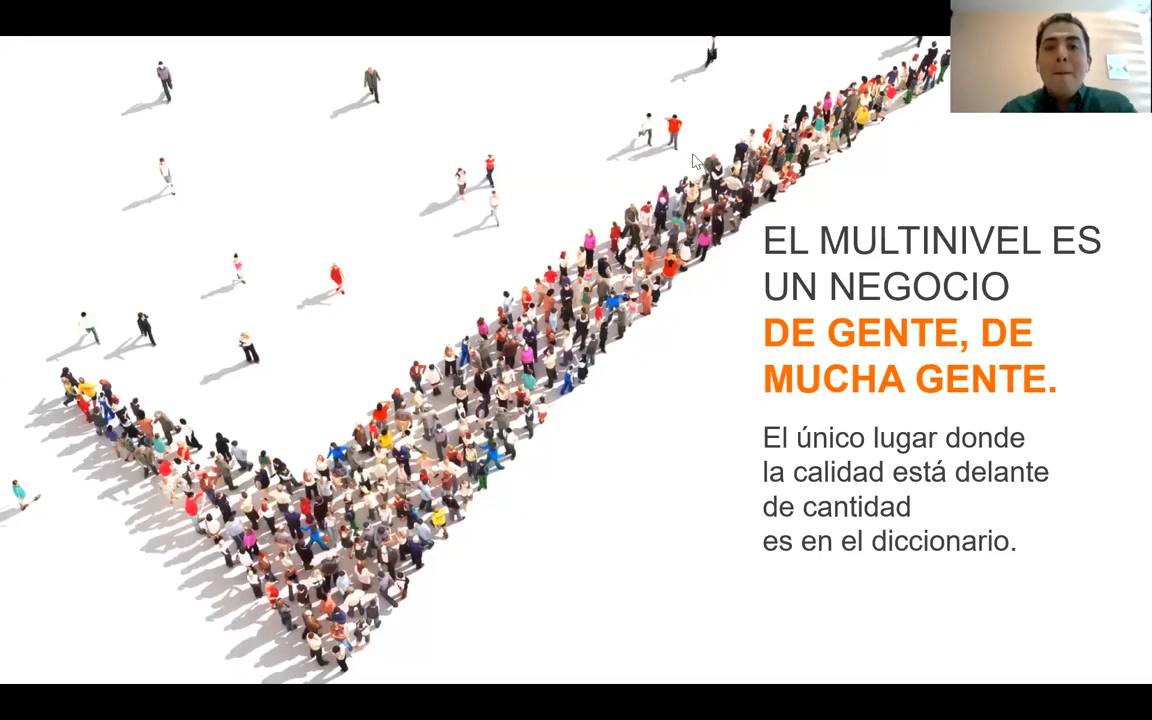 EL MULTINIVEL ES
UN NEGOCIO
DE GENTE, DE
MUCHA GENTE.
El único lugar donde
la calidad está delante
de cantidad
es en el diccionario.